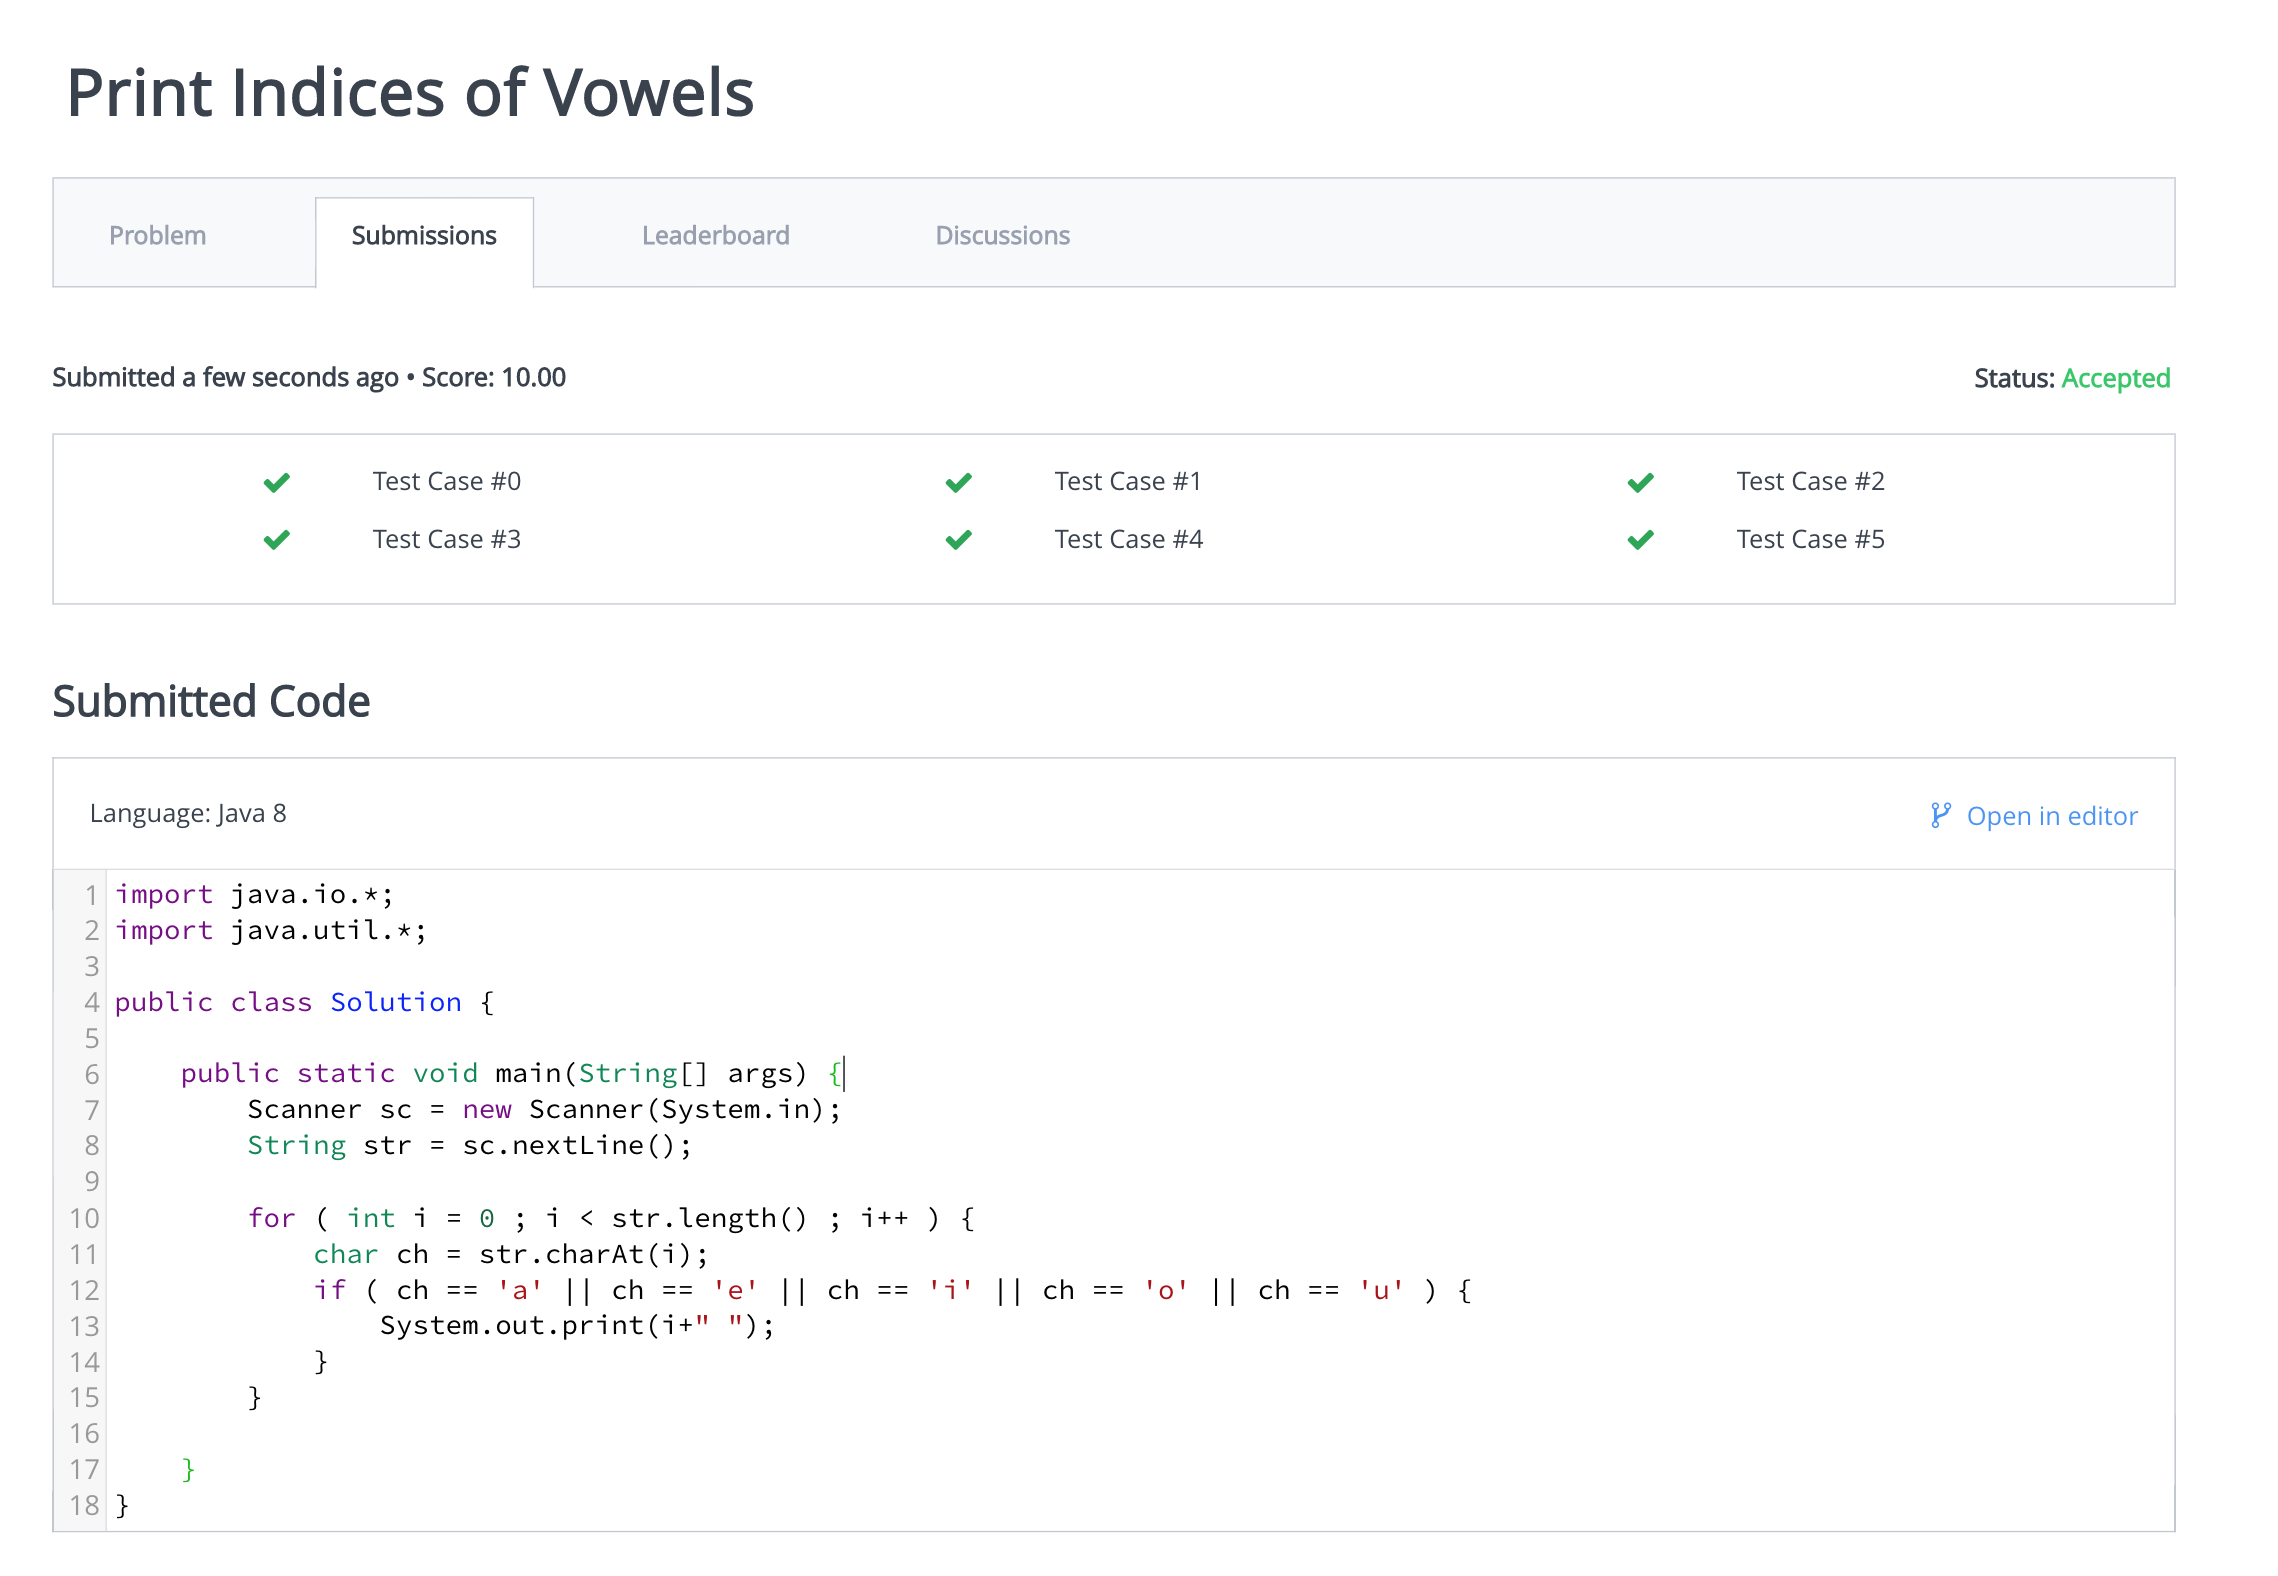 Print Indices of Vowels
Problem Submissions Leaderboard Discussions
Submitted a few seconds ago • Score: 10.00 Status: Accepted
Test Case #0 Test Case #1 Test Case #2
Test Case #3 Test Case #4 Test Case #5
Submitted Code
Language: Java 8 Open in editor
1 import java.io.*;
2 import java.util.*;
3
4 public class Solution {
5
6     public static void main(String[] args) {
7         Scanner sc = new Scanner(System.in);
8         String str = sc.nextLine();
9
10         for ( int i = 0 ; i < str.length() ; i++ ) {
11             char ch = str.charAt(i);
12             if ( ch == 'a' || ch == 'e' || ch == 'i' || ch == 'o' || ch == 'u' ) {
13                 System.out.print(i+" ");
14             }
15         }
16
17     }
18 }